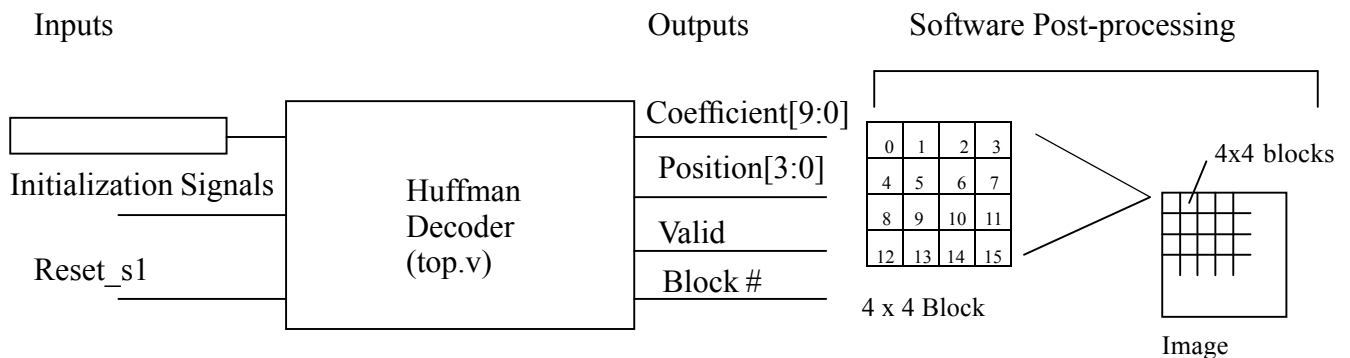 Inputs
Outputs
Software Post-processing
Initialization Signals
Reset_s1
Huffman
Decoder
(top.v)
Coefficient[9:0]
Position[3:0]
Valid
Block #
0 1 2 3
4 5 6 7
8 9 10 11
12 13 14 15
4 x 4 Block
4x4 blocks
Image